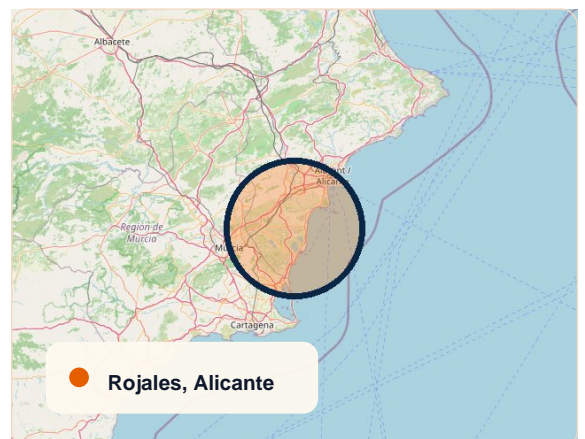 Albacete
Alacant /
Alicante
Región de
Murcia
Murcia
Cartagena
Rojales, Alicante